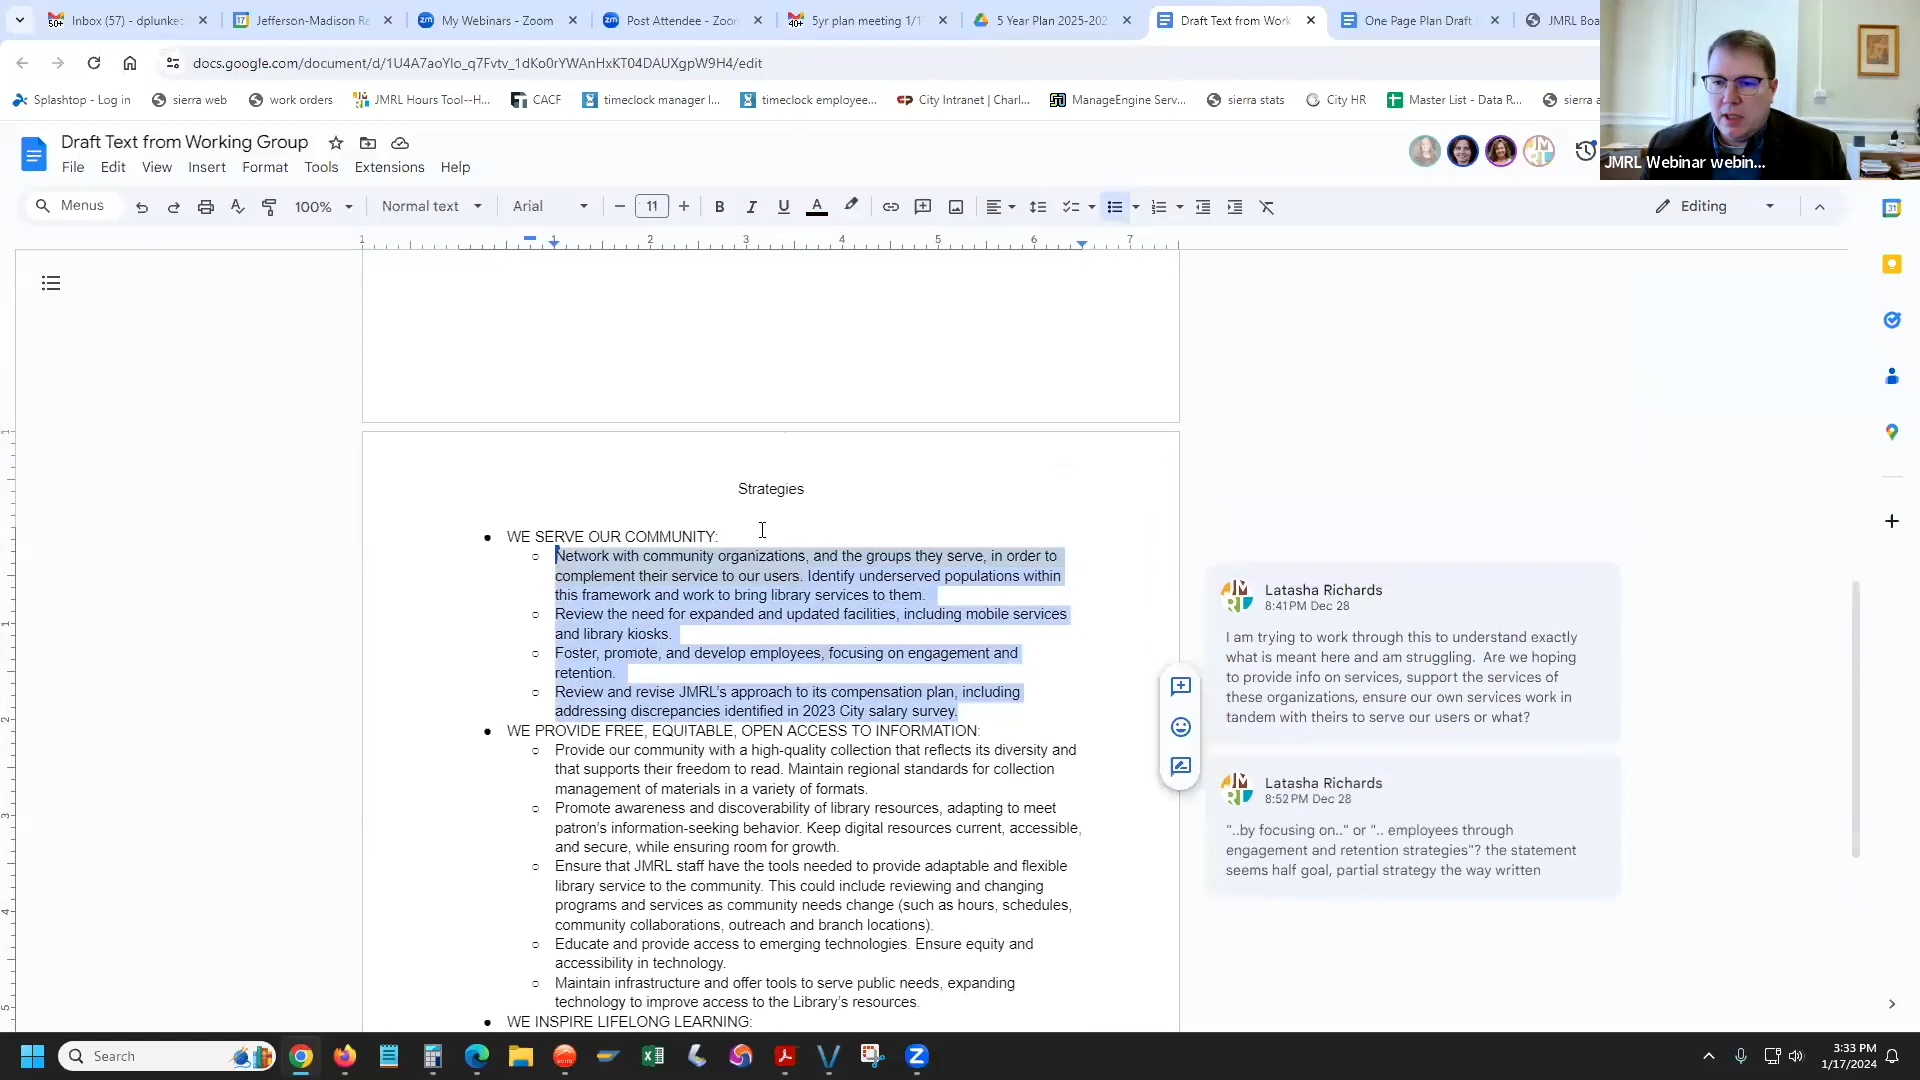 50+ Inbox (57) - dplunke
17 Jefferson-Madison Re
zm My Webinars - Zoom
zm Post Attendee - Zoom
40+ 5yr plan meeting 1/1
5 Year Plan 2025-202
Draft Text from Work
One Page Plan Draft
JMRL Boa
docs.google.com/document/d/1U4A7aoYlo_q7Fvtv_1dKo0rYWAnHxKT04DAUXgpW9H4/edit
Splashtop - Log in
sierra web
work orders
JMRL Hours Tool--H...
CACF
timeclock manager l...
timeclock employee...
City Intranet | Charl...
ManageEngine Serv...
sierra stats
City HR
Master List - Data R...
sierra a
JMRL Webinar webin...
Draft Text from Working Group
File Edit View Insert Format Tools Extensions Help
Menus 100% Normal text Arial 11 B I U A Editing
1 1 2 3 4 5 6 7
Strategies
● WE SERVE OUR COMMUNITY:
○ Network with community organizations, and the groups they serve, in order to
complement their service to our users. Identify underserved populations within
this framework and work to bring library services to them.
○ Review the need for expanded and updated facilities, including mobile services
and library kiosks.
○ Foster, promote, and develop employees, focusing on engagement and
retention.
○ Review and revise JMRL's approach to its compensation plan, including
addressing discrepancies identified in 2023 City salary survey.
● WE PROVIDE FREE, EQUITABLE, OPEN ACCESS TO INFORMATION:
○ Provide our community with a high-quality collection that reflects its diversity and
that supports their freedom to read. Maintain regional standards for collection
management of materials in a variety of formats.
○ Promote awareness and discoverability of library resources, adapting to meet
patron's information-seeking behavior. Keep digital resources current, accessible,
and secure, while ensuring room for growth.
○ Ensure that JMRL staff have the tools needed to provide adaptable and flexible
library service to the community. This could include reviewing and changing
programs and services as community needs change (such as hours, schedules,
community collaborations, outreach and branch locations).
○ Educate and provide access to emerging technologies. Ensure equity and
accessibility in technology.
○ Maintain infrastructure and offer tools to serve public needs, expanding
technology to improve access to the Library's resources.
● WE INSPIRE LIFELONG LEARNING:
Latasha Richards
8:41 PM Dec 28
I am trying to work through this to understand exactly
what is meant here and am struggling. Are we hoping
to provide info on services, support the services of
these organizations, ensure our own services work in
tandem with theirs to serve our users or what?
Latasha Richards
8:52 PM Dec 28
"..by focusing on.." or ".. employees through
engagement and retention strategies"? the statement
seems half goal, partial strategy the way written
Search
3:33 PM
1/17/2024